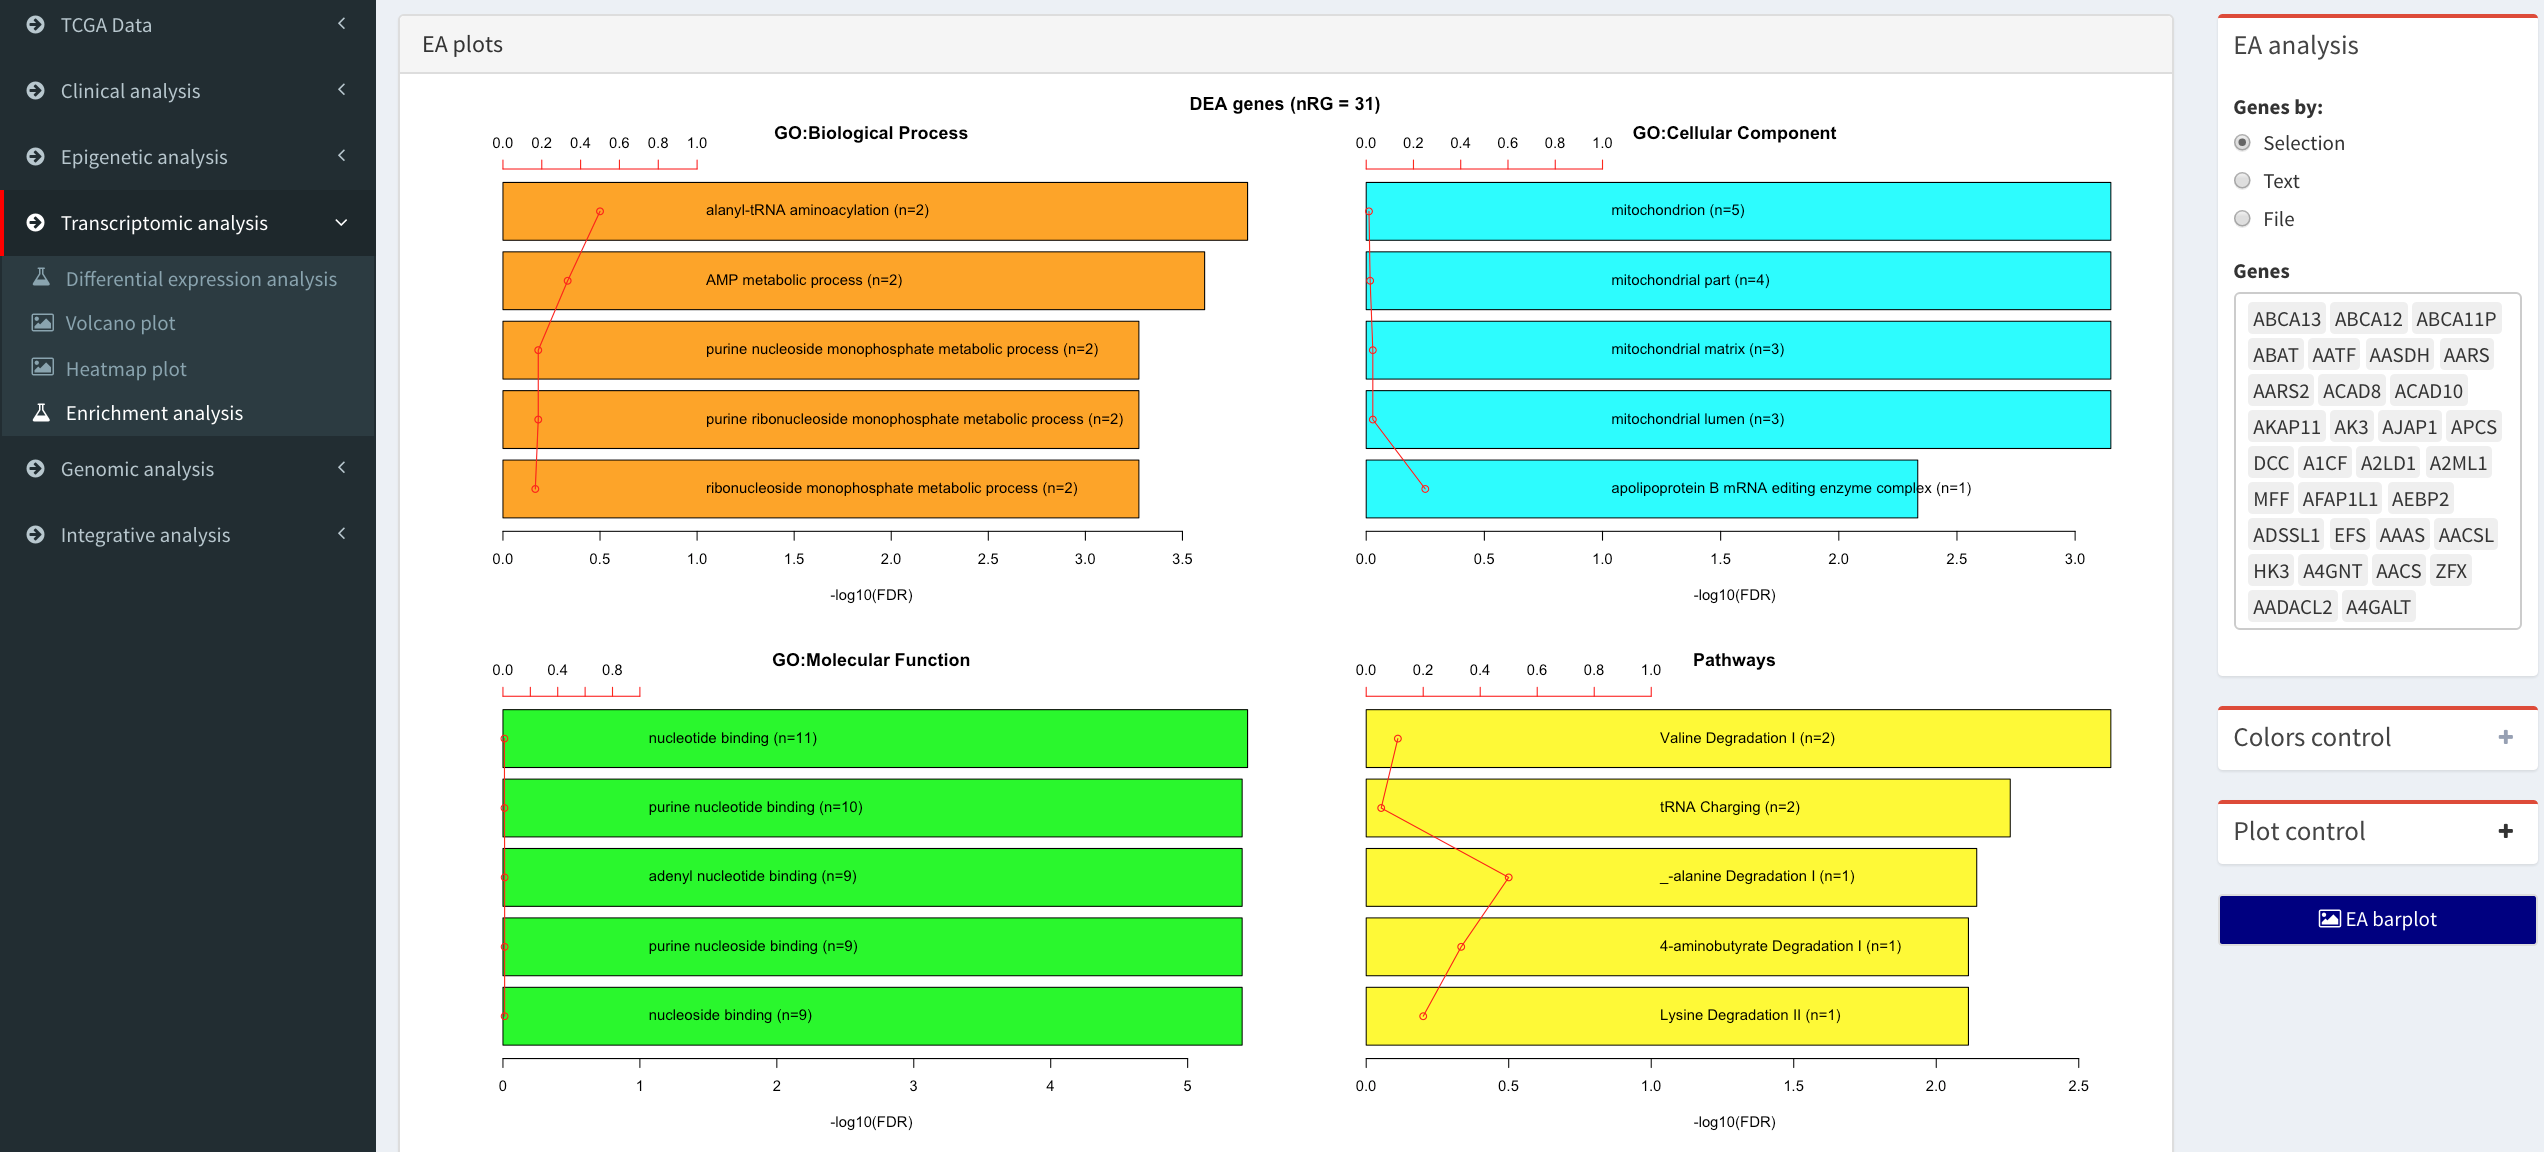 TCGA Data
Clinical analysis
Epigenetic analysis
Transcriptomic analysis
Differential expression analysis
Volcano plot
Heatmap plot
Enrichment analysis
Genomic analysis
Integrative analysis
EA plots
DEA genes (nRG = 31)
GO:Biological Process
0.0 0.2 0.4 0.6 0.8 1.0
alanyl-tRNA aminoacylation (n=2)
AMP metabolic process (n=2)
purine nucleoside monophosphate metabolic process (n=2)
purine ribonucleoside monophosphate metabolic process (n=2)
ribonucleoside monophosphate metabolic process (n=2)
0.0 0.5 1.0 1.5 2.0 2.5 3.0 3.5
-log10(FDR)
GO:Cellular Component
0.0 0.2 0.4 0.6 0.8 1.0
mitochondrion (n=5)
mitochondrial part (n=4)
mitochondrial matrix (n=3)
mitochondrial lumen (n=3)
apolipoprotein B mRNA editing enzyme complex (n=1)
0.0 0.5 1.0 1.5 2.0 2.5 3.0
-log10(FDR)
GO:Molecular Function
0.0 0.4 0.8
nucleotide binding (n=11)
purine nucleotide binding (n=10)
adenyl nucleotide binding (n=9)
purine nucleoside binding (n=9)
nucleoside binding (n=9)
0 1 2 3 4 5
-log10(FDR)
Pathways
0.0 0.2 0.4 0.6 0.8 1.0
Valine Degradation I (n=2)
tRNA Charging (n=2)
_-alanine Degradation I (n=1)
4-aminobutyrate Degradation I (n=1)
Lysine Degradation II (n=1)
0.0 0.5 1.0 1.5 2.0 2.5
-log10(FDR)
EA analysis
Genes by:
Selection
Text
File
Genes
ABCA13 ABCA12 ABCA11P
ABAT AATF AASDH AARS
AARS2 ACAD8 ACAD10
AKAP11 AK3 AJAP1 APCS
DCC A1CF A2LD1 A2ML1
MFF AFAP1L1 AEBP2
ADSSL1 EFS AAAS AACSL
HK3 A4GNT AACS ZFX
AADACL2 A4GALT
Colors control +
Plot control +
EA barplot